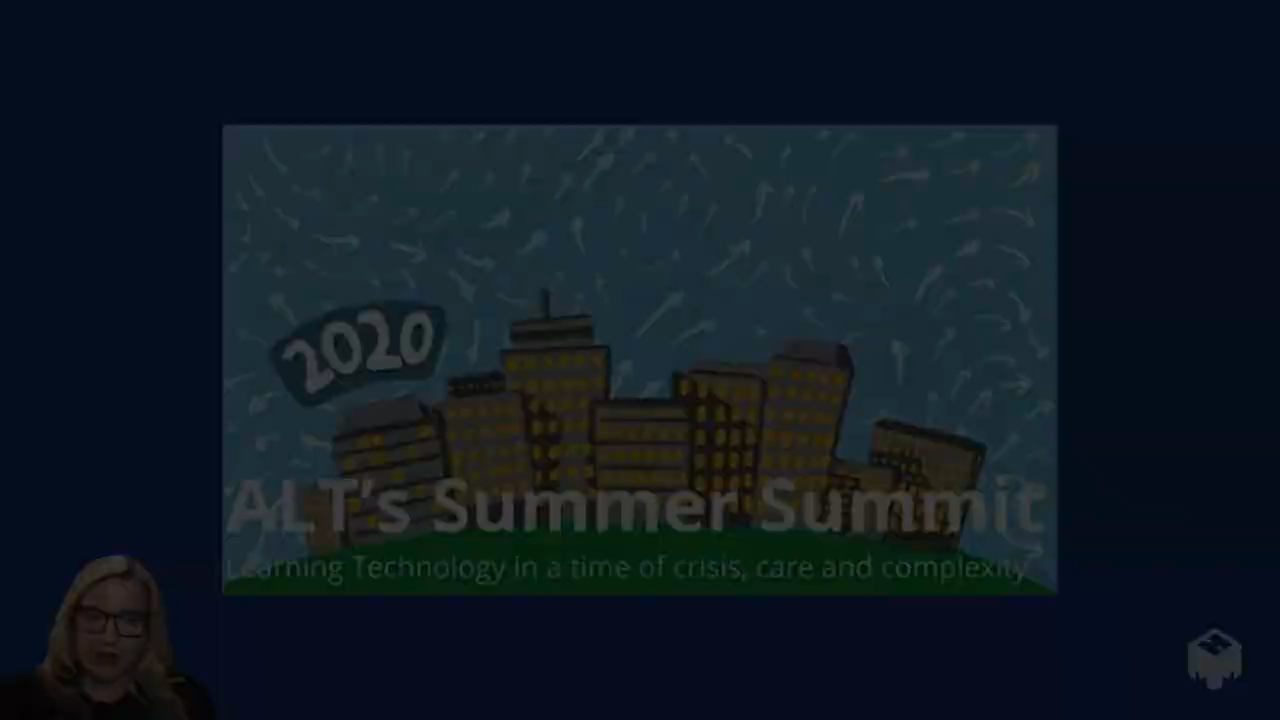 2020
ALT's Summer Summit
Learning Technology in a time of crisis, care and complexity